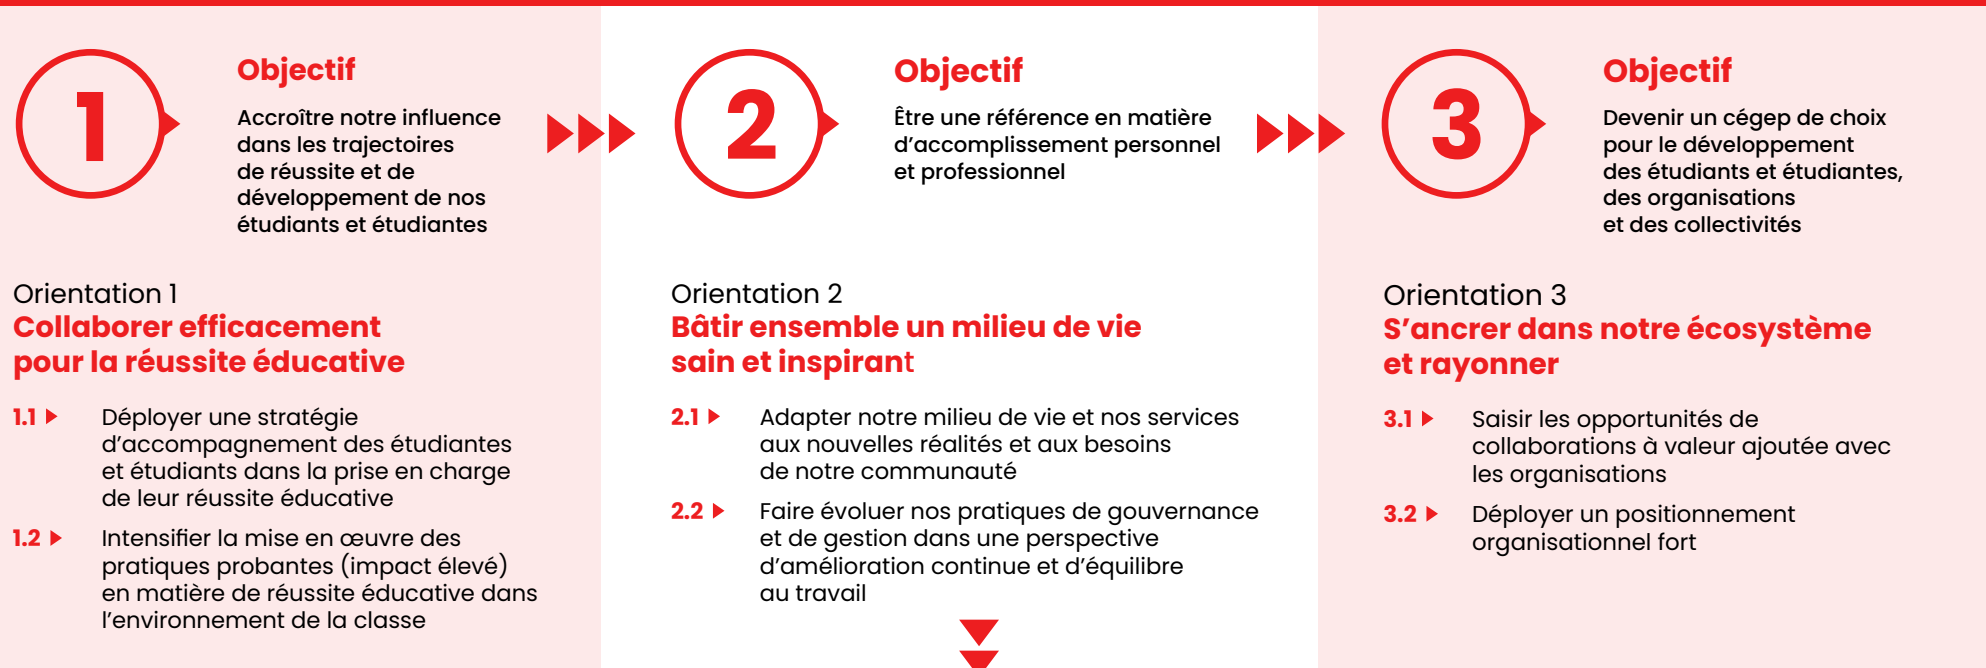 1
Objectif
Accroître notre influence
dans les trajectoires
de réussite et de
développement de nos
étudiants et étudiantes
Orientation 1
Collaborer efficacement
pour la réussite éducative
1.1 Déployer une stratégie
d’accompagnement des étudiantes
et étudiants dans la prise en charge
de leur réussite éducative
1.2 Intensifier la mise en œuvre des
pratiques probantes (impact élevé)
en matière de réussite éducative dans
l’environnement de la classe
2
Objectif
Être une référence en matière
d’accomplissement personnel
et professionnel
Orientation 2
Bâtir ensemble un milieu de vie
sain et inspirant
2.1 Adapter notre milieu de vie et nos services
aux nouvelles réalités et aux besoins
de notre communauté
2.2 Faire évoluer nos pratiques de gouvernance
et de gestion dans une perspective
d’amélioration continue et d’équilibre
au travail
3
Objectif
Devenir un cégep de choix
pour le développement
des étudiants et étudiantes,
des organisations
et des collectivités
Orientation 3
S’ancrer dans notre écosystème
et rayonner
3.1 Saisir les opportunités de
collaborations à valeur ajoutée avec
les organisations
3.2 Déployer un positionnement
organisationnel fort